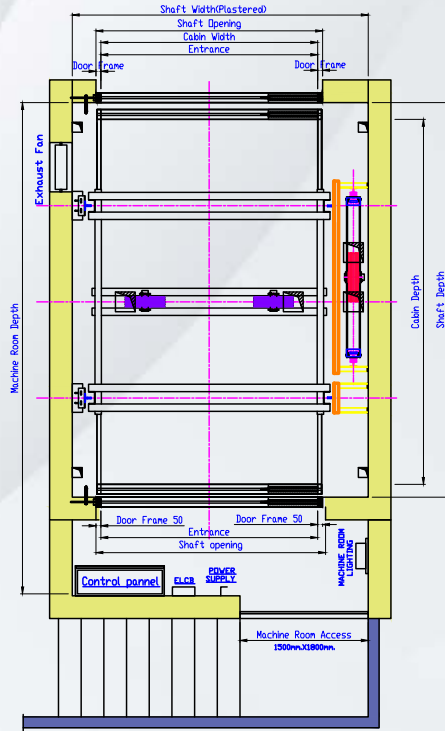 Shaft Width(Plastered)
Shaft Opening
Cabin Width
Entrance
Door Frame
Door Frame
Exhaust Fan
Machine Room Depth
Cabin Depth
Shaft Depth
Door Frame 50
Door Frame 50
Entrance
Shaft opening
Control pannel
ELCB
POWER
SUPPLY
MACHINE ROOM
LIGHTING
Machine Room Access
1500mm.X1800mm.